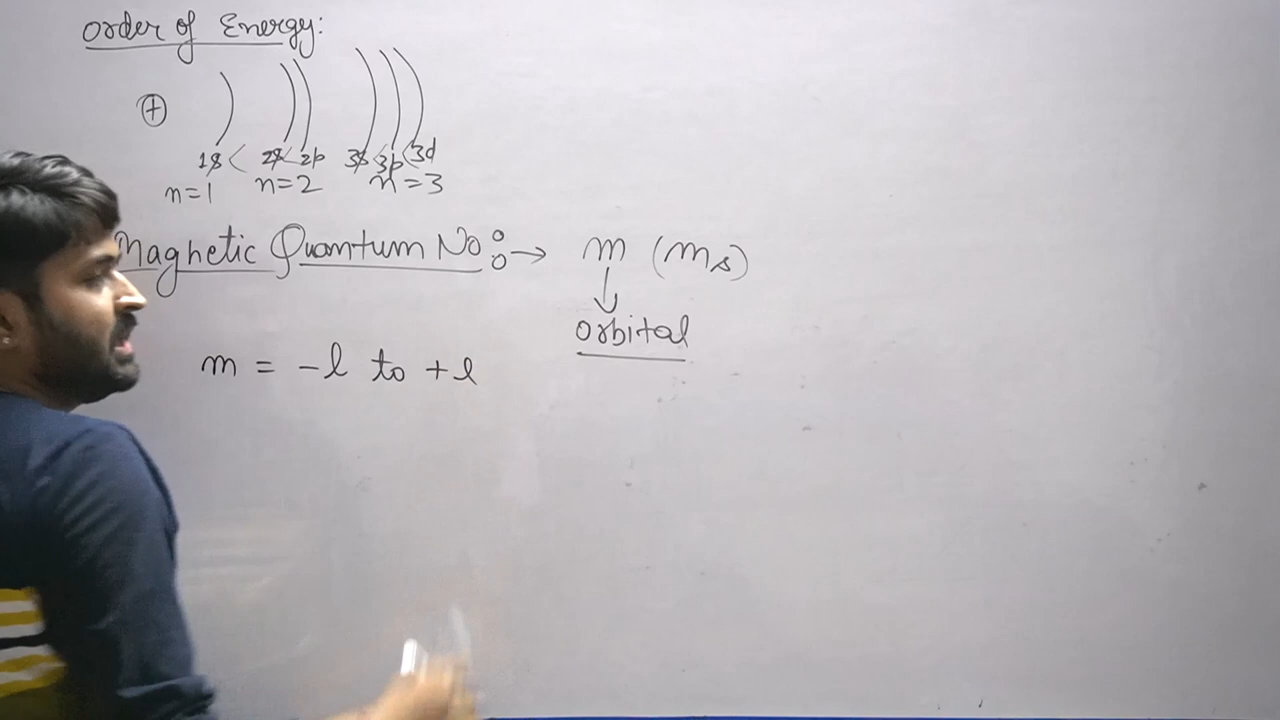 Order of Energy:
+
1s < 2s < 2p 3s < 3p < 3d
n=1 n=2 n=3
Magnetic Quantum No: → m (ms)
↓
Orbital
m = -l to +l